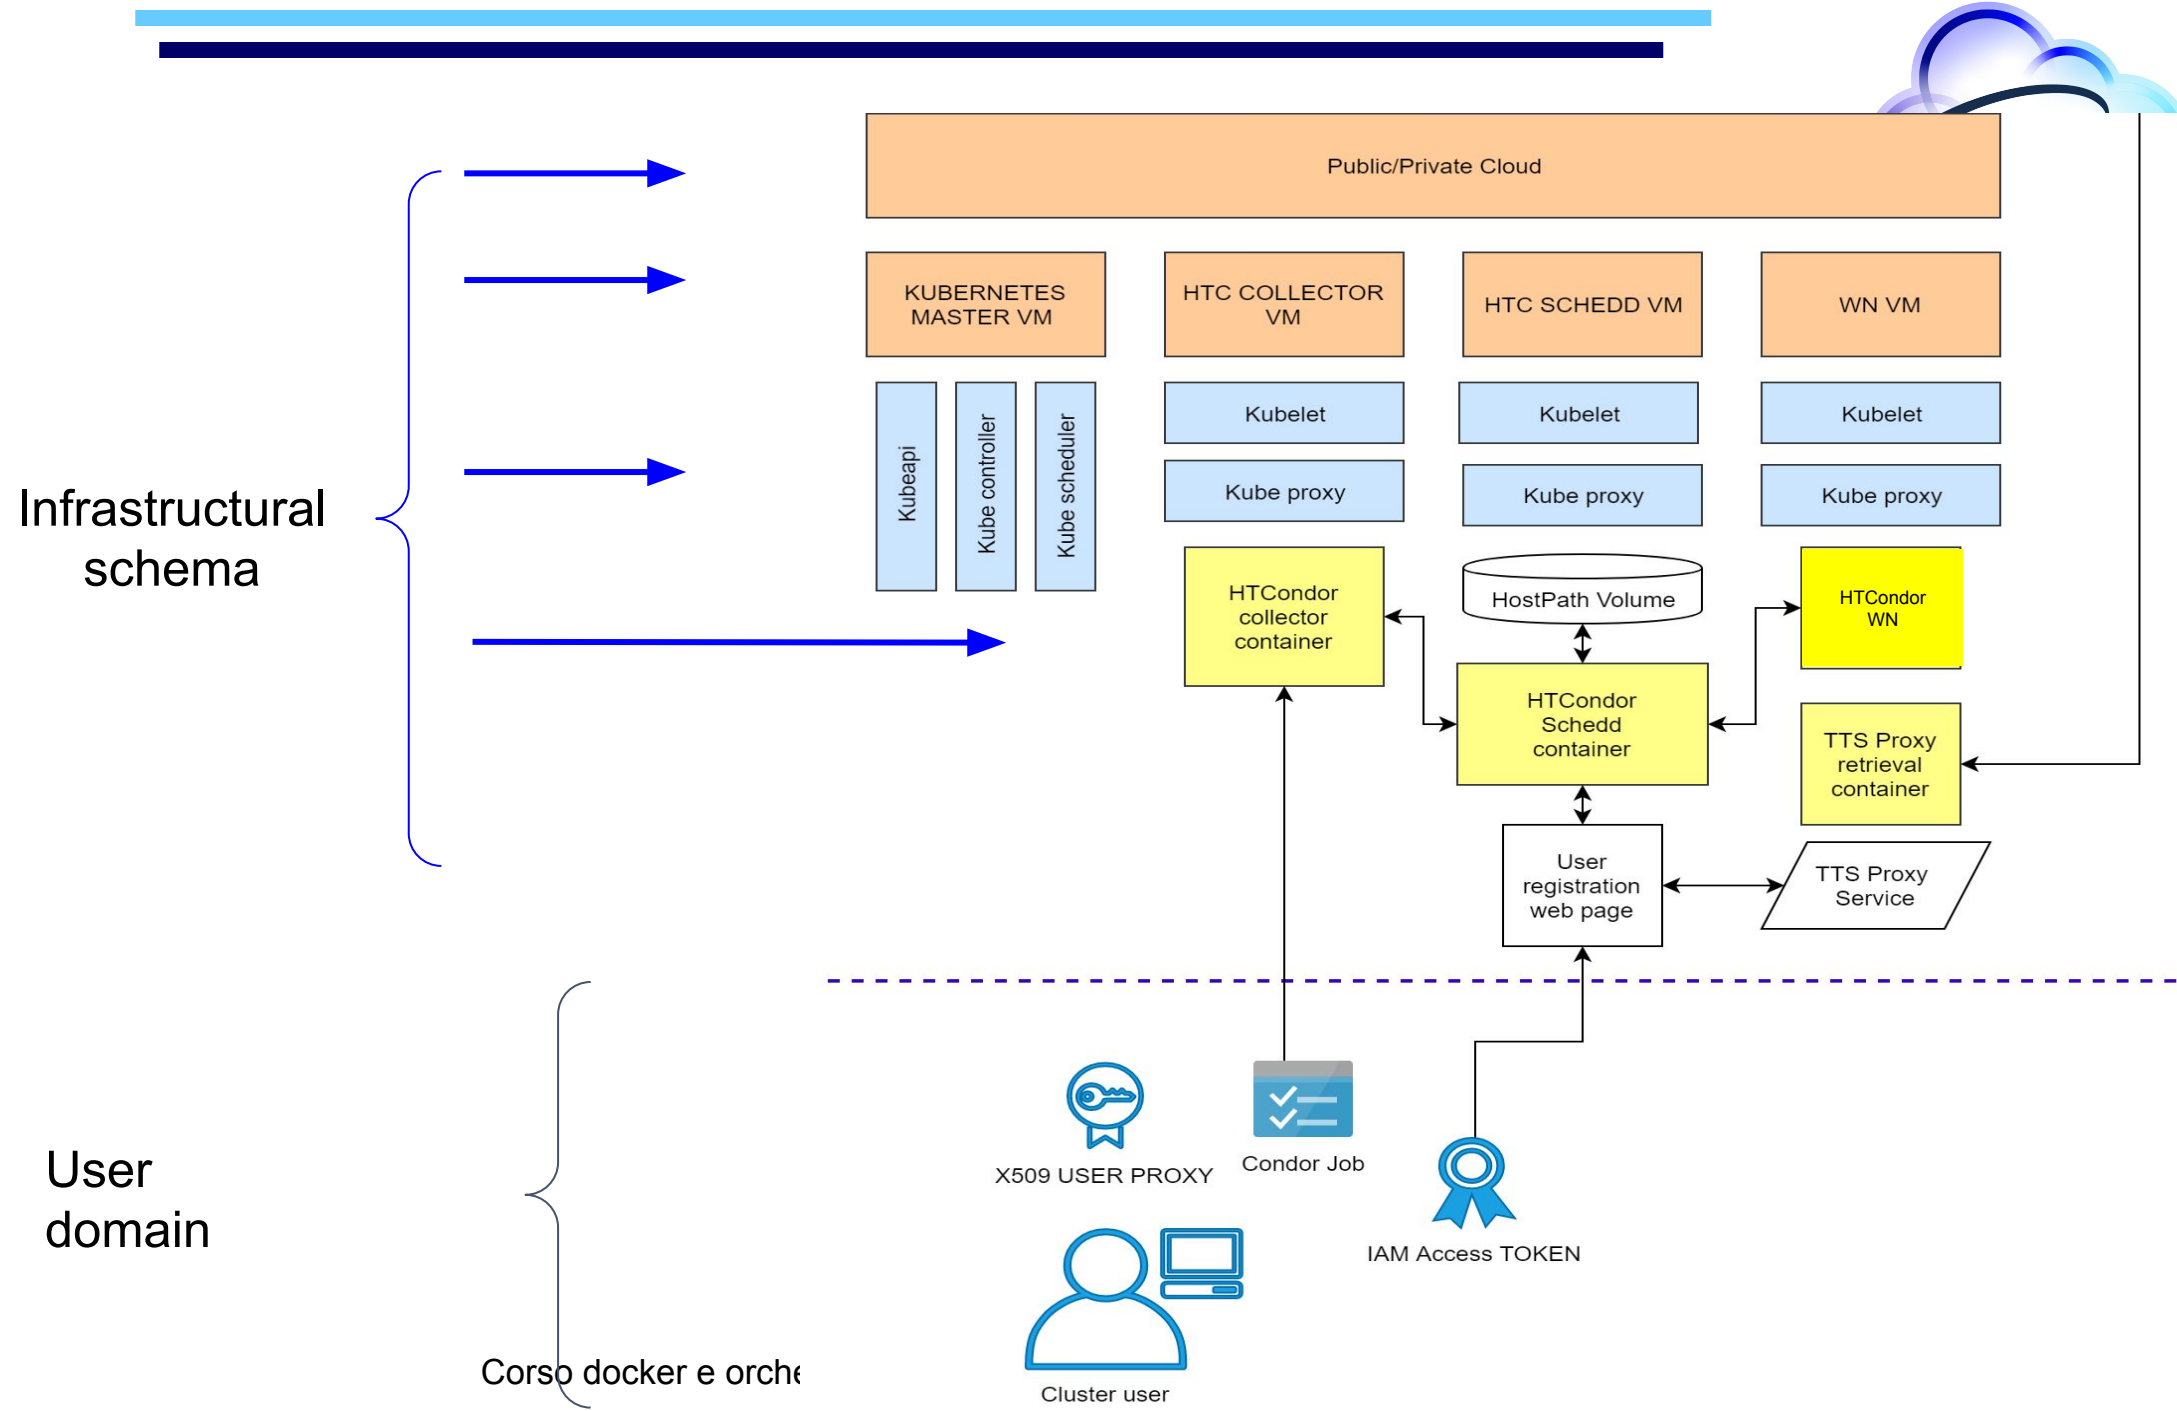 Public/Private Cloud
KUBERNETES
MASTER VM
HTC COLLECTOR
VM
HTC SCHEDD VM
WN VM
Kubeapi
Kube controller
Kube scheduler
Kubelet
Kube proxy
Kubelet
Kube proxy
Kubelet
Kube proxy
Infrastructural
schema
HTCondor
collector
container
HostPath Volume
HTCondor
WN
HTCondor
Schedd
container
TTS Proxy
retrieval
container
User
registration
web page
TTS Proxy
Service
User
domain
X509 USER PROXY
Condor Job
IAM Access TOKEN
Cluster user
Corso docker e orche